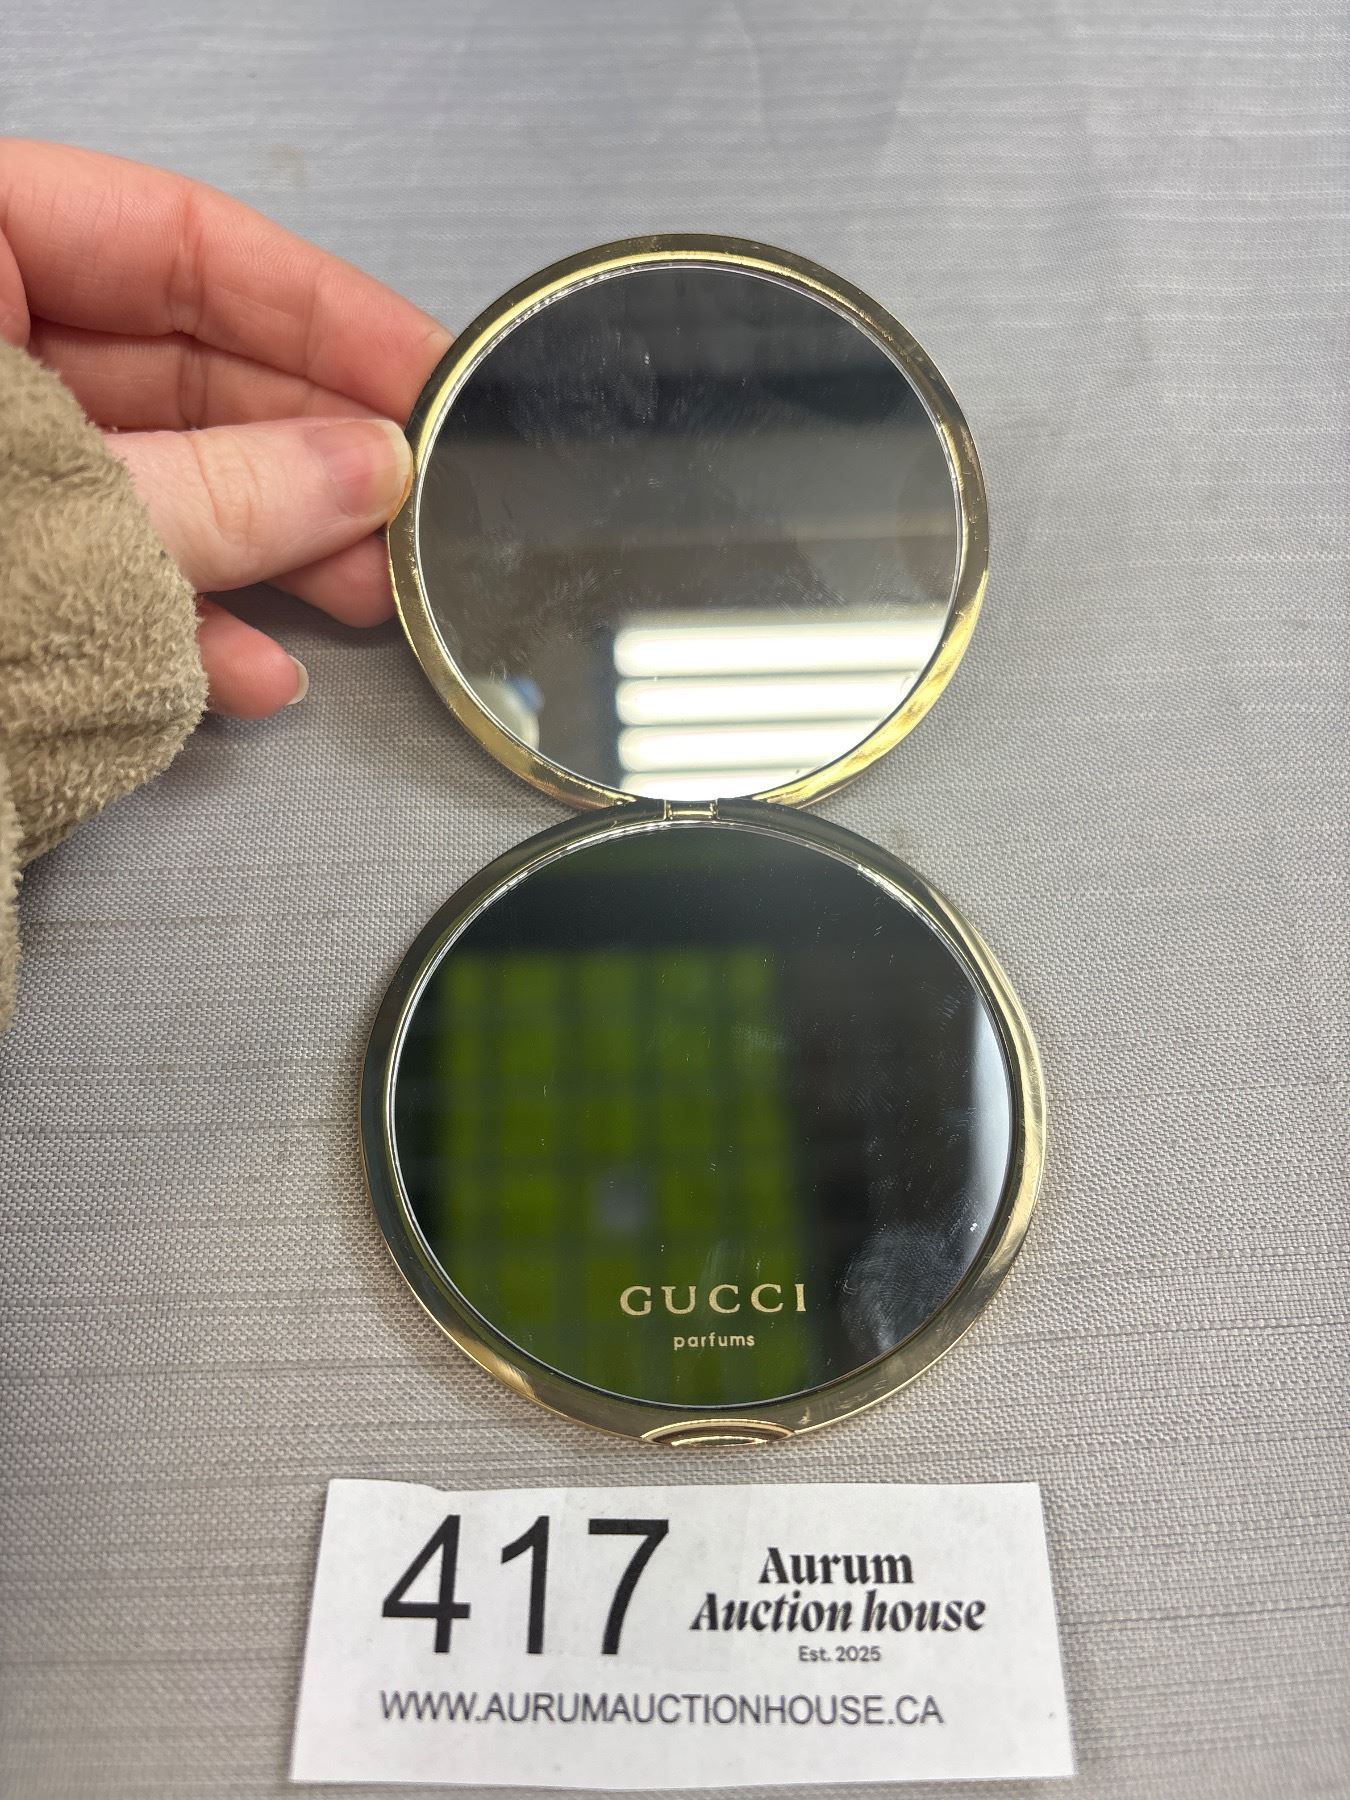 GUCCI
parfums
417
Aurum
Auction house
Est. 2025
WWW.AURUMAUCTIONHOUSE.CA